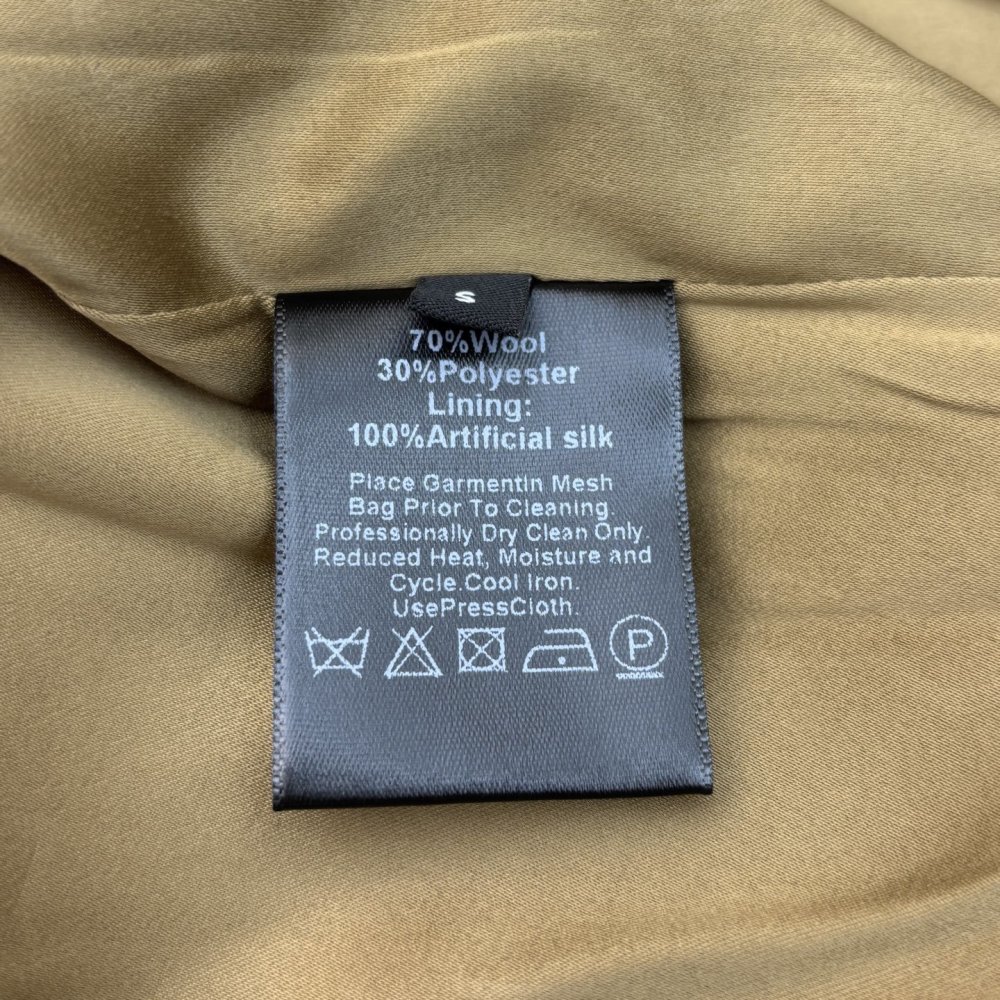 S
70%Wool
30%Polyester
Lining:
100%Artificial silk
Place Garmentin Mesh
Bag Prior To Cleaning
Professionally Dry Clean Only.
Reduced Heat, Moisture and
Cycle.Cool Iron.
UsePressCloth.
P